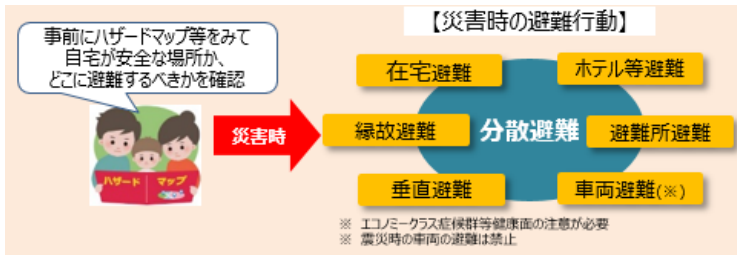 【災害時の避難行動】
事前にハザードマップ等をみて
自宅が安全な場所か、
どこに避難するべきかを確認
ハザード マップ
災害時
分散避難
在宅避難
ホテル等避難
縁故避難
避難所避難
垂直避難
車両避難(※)
※ エコノミークラス症候群等健康面の注意が必要
※ 震災時の車両の避難は禁止